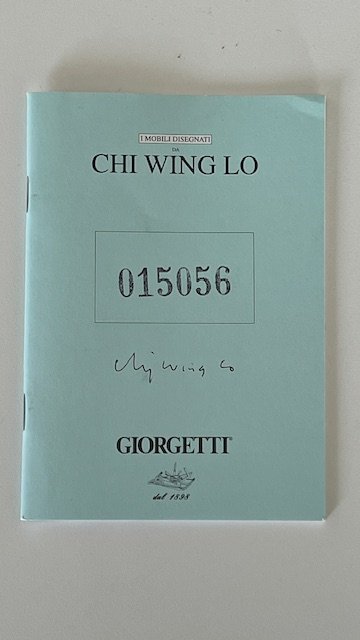 I MOBILI DISEGNATI
DA
CHI WING LO
015056
Chi Wing Lo
GIORGETTI®
dal 1898